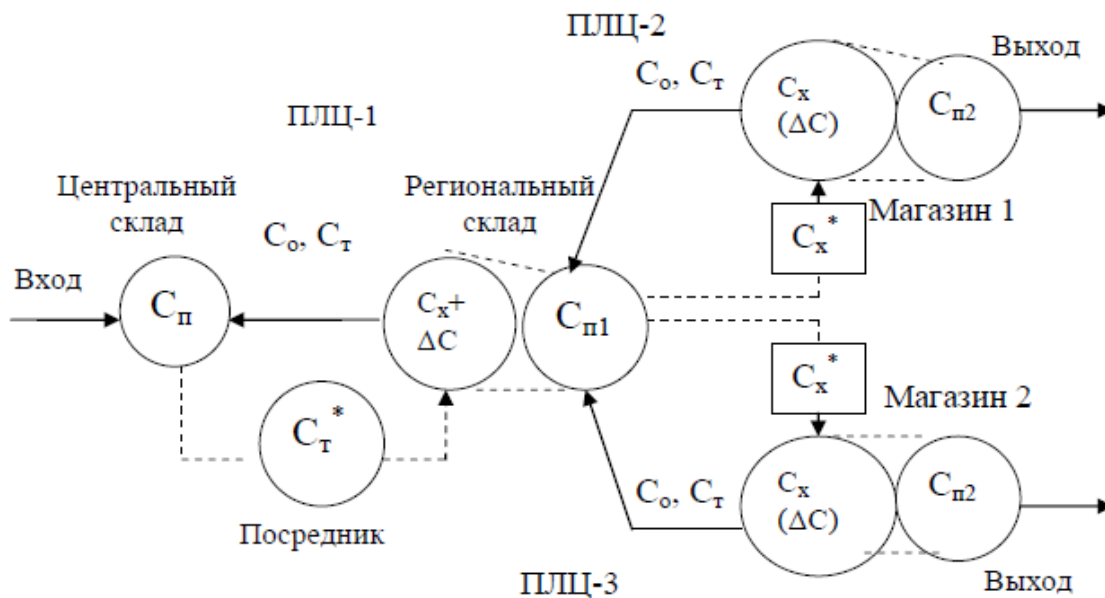 ПЛЦ-2
Выход
Cо, Cт
Cх
(ΔC)
Cп2
ПЛЦ-1
Центральный
склад
Региональный
склад
Магазин 1
Cх*
Cо, Cт
Вход
Cп
Cх+
ΔC
Cп1
Cх*
Магазин 2
Cт*
Cо, Cт
Cх
(ΔC)
Cп2
Посредник
ПЛЦ-3
Выход